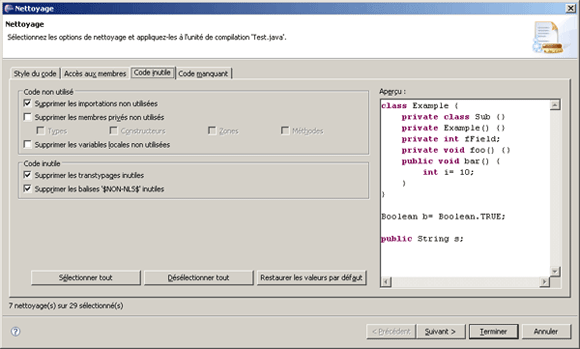 Nettoyage
Nettoyage
Sélectionnez les options de nettoyage et appliquez-les à l'unité de compilation 'Test.java'.
Style du code Accès aux membres Code inutile Code manquant
Code non utilisé
Supprimer les importations non utilisées
Supprimer les membres privés non utilisés
Types Constructeurs Zones Méthodes
Supprimer les variables locales non utilisées
Code inutile
Supprimer les transtypages inutiles
Supprimer les balises '$NON-NLS$' inutiles
Sélectionner tout Désélectionner tout Restaurer les valeurs par défaut
Aperçu :
class Example {
private class Sub {}
private Example() {}
private int fField;
private void foo() {}
public void bar() {
int i= 10;
}
}
Boolean b= Boolean.TRUE;
public String s;
7 nettoyage(s) sur 29 sélectionné(s)
? < Précédent Suivant > Terminer Annuler